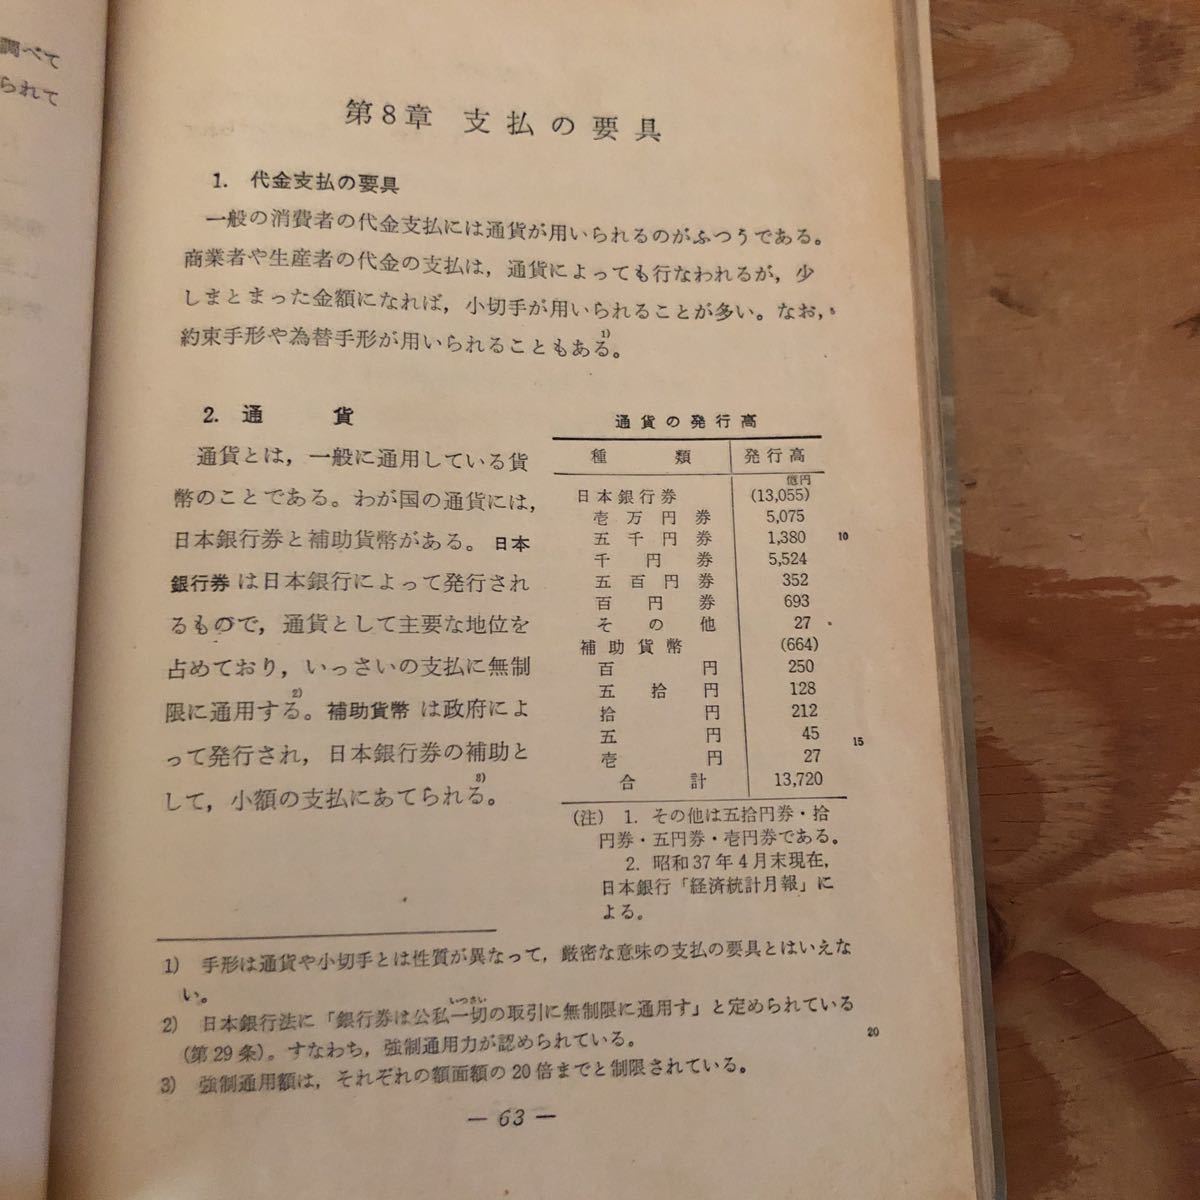 調べて
られて
第8章 支払の要具
1. 代金支払の要具
一般の消費者の代金支払には通貨が用いられるのがふつうである。
商業者や生産者の代金の支払は，通貨によっても行なわれるが，少
しまとまった金額になれば，小切手が用いられることが多い。なお，5
約束手形や為替手形が用いられることもある。1)
2. 通貨
通貨とは，一般に通用している貨
幣のことである。わが国の通貨には，
日本銀行券と補助貨幣がある。日本
銀行券は日本銀行によって発行され
るもので，通貨として主要な地位を
占めており，いっさいの支払に無制
限に通用する。2) 補助貨幣は政府によ
って発行され，日本銀行券の補助と
して，小額の支払にあてられる。3)
通貨の発行高
種類 発行高
億円
日本銀行券 (13,055)
壱万円券 5,075
五千円券 1,380 10
千円券 5,524
五百円券 352
百円券 693
その他 27
補助貨幣 (664)
百円 250
五拾円 128
拾円 212
五円 45 15
壱円 27
合計 13,720
(注) 1. その他は五拾円券・拾
円券・五円券・壱円券である。
2. 昭和37年4月末現在，
日本銀行「経済統計月報」に
よる。
1) 手形は通貨や小切手とは性質が異なって，厳密な意味の支払の要具とはいえな
い。
いっさい
2) 日本銀行法に「銀行券は公私一切の取引に無制限に通用す」と定められている
(第29条)。すなわち，強制通用力が認められている。 20
3) 強制通用額は，それぞれの額面額の20倍までと制限されている。
— 63 —